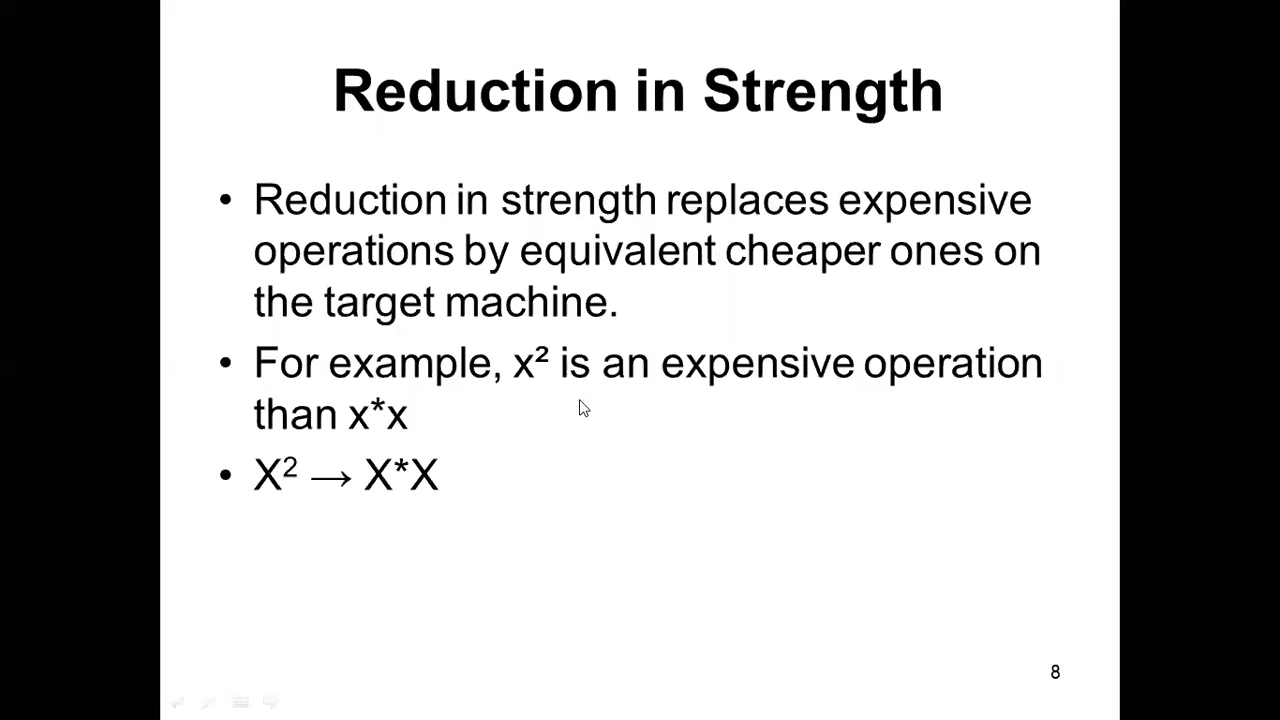 Reduction in Strength
• Reduction in strength replaces expensive
operations by equivalent cheaper ones on
the target machine.
• For example, x² is an expensive operation
than x*x
• X² → X*X
8